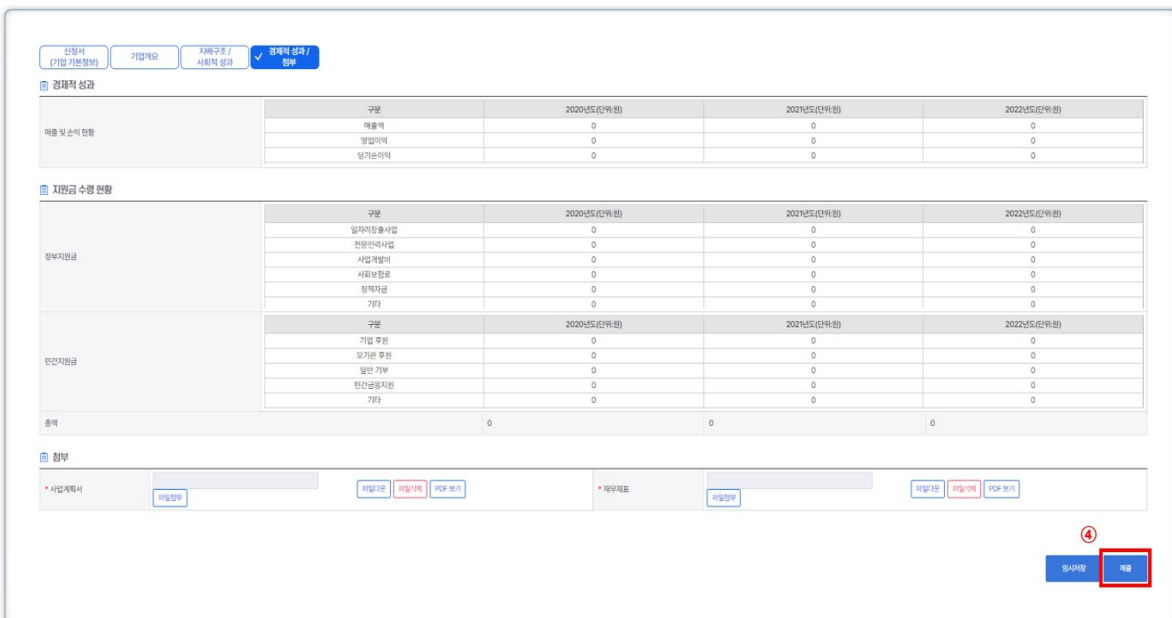 신청서
(기업 기본정보)
기업개요
지배구조 /
사회적 성과
경제적 성과 /
첨부
경제적 성과
매출 및 손익 현황
구분 2020년도(단위:원) 2021년도(단위:원) 2022년도(단위:원)
매출액 0 0 0
영업이익 0 0 0
당기순이익 0 0 0
지원금 수령 현황
정부지원금
구분 2020년도(단위:원) 2021년도(단위:원) 2022년도(단위:원)
일자리창출사업 0 0 0
전문인력사업 0 0 0
사업개발비 0 0 0
사회보험료 0 0 0
정책자금 0 0 0
기타 0 0 0
민간지원금
구분 2020년도(단위:원) 2021년도(단위:원) 2022년도(단위:원)
기업 후원 0 0 0
모기관 후원 0 0 0
일반 기부 0 0 0
민간금융지원 0 0 0
기타 0 0 0
총액 0 0 0
첨부
* 사업계획서 파일첨부 파일다운 파일삭제 PDF 보기 * 재무제표 파일첨부 파일다운 파일삭제 PDF 보기
④
임시저장 제출